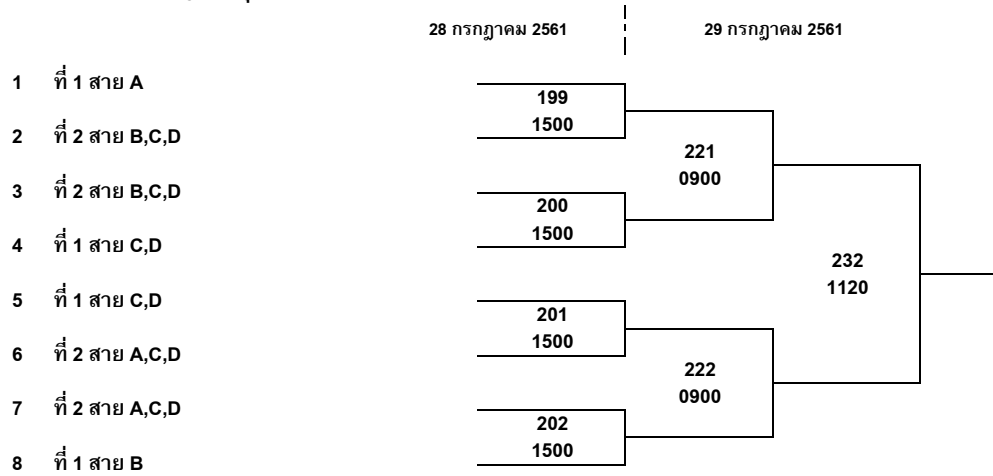 28 กรกฎาคม 2561 29 กรกฎาคม 2561
1 ที่ 1 สาย A
199
1500
2 ที่ 2 สาย B,C,D
221
0900
3 ที่ 2 สาย B,C,D
200
1500
4 ที่ 1 สาย C,D
232
1120
5 ที่ 1 สาย C,D
201
1500
6 ที่ 2 สาย A,C,D
222
0900
7 ที่ 2 สาย A,C,D
202
1500
8 ที่ 1 สาย B